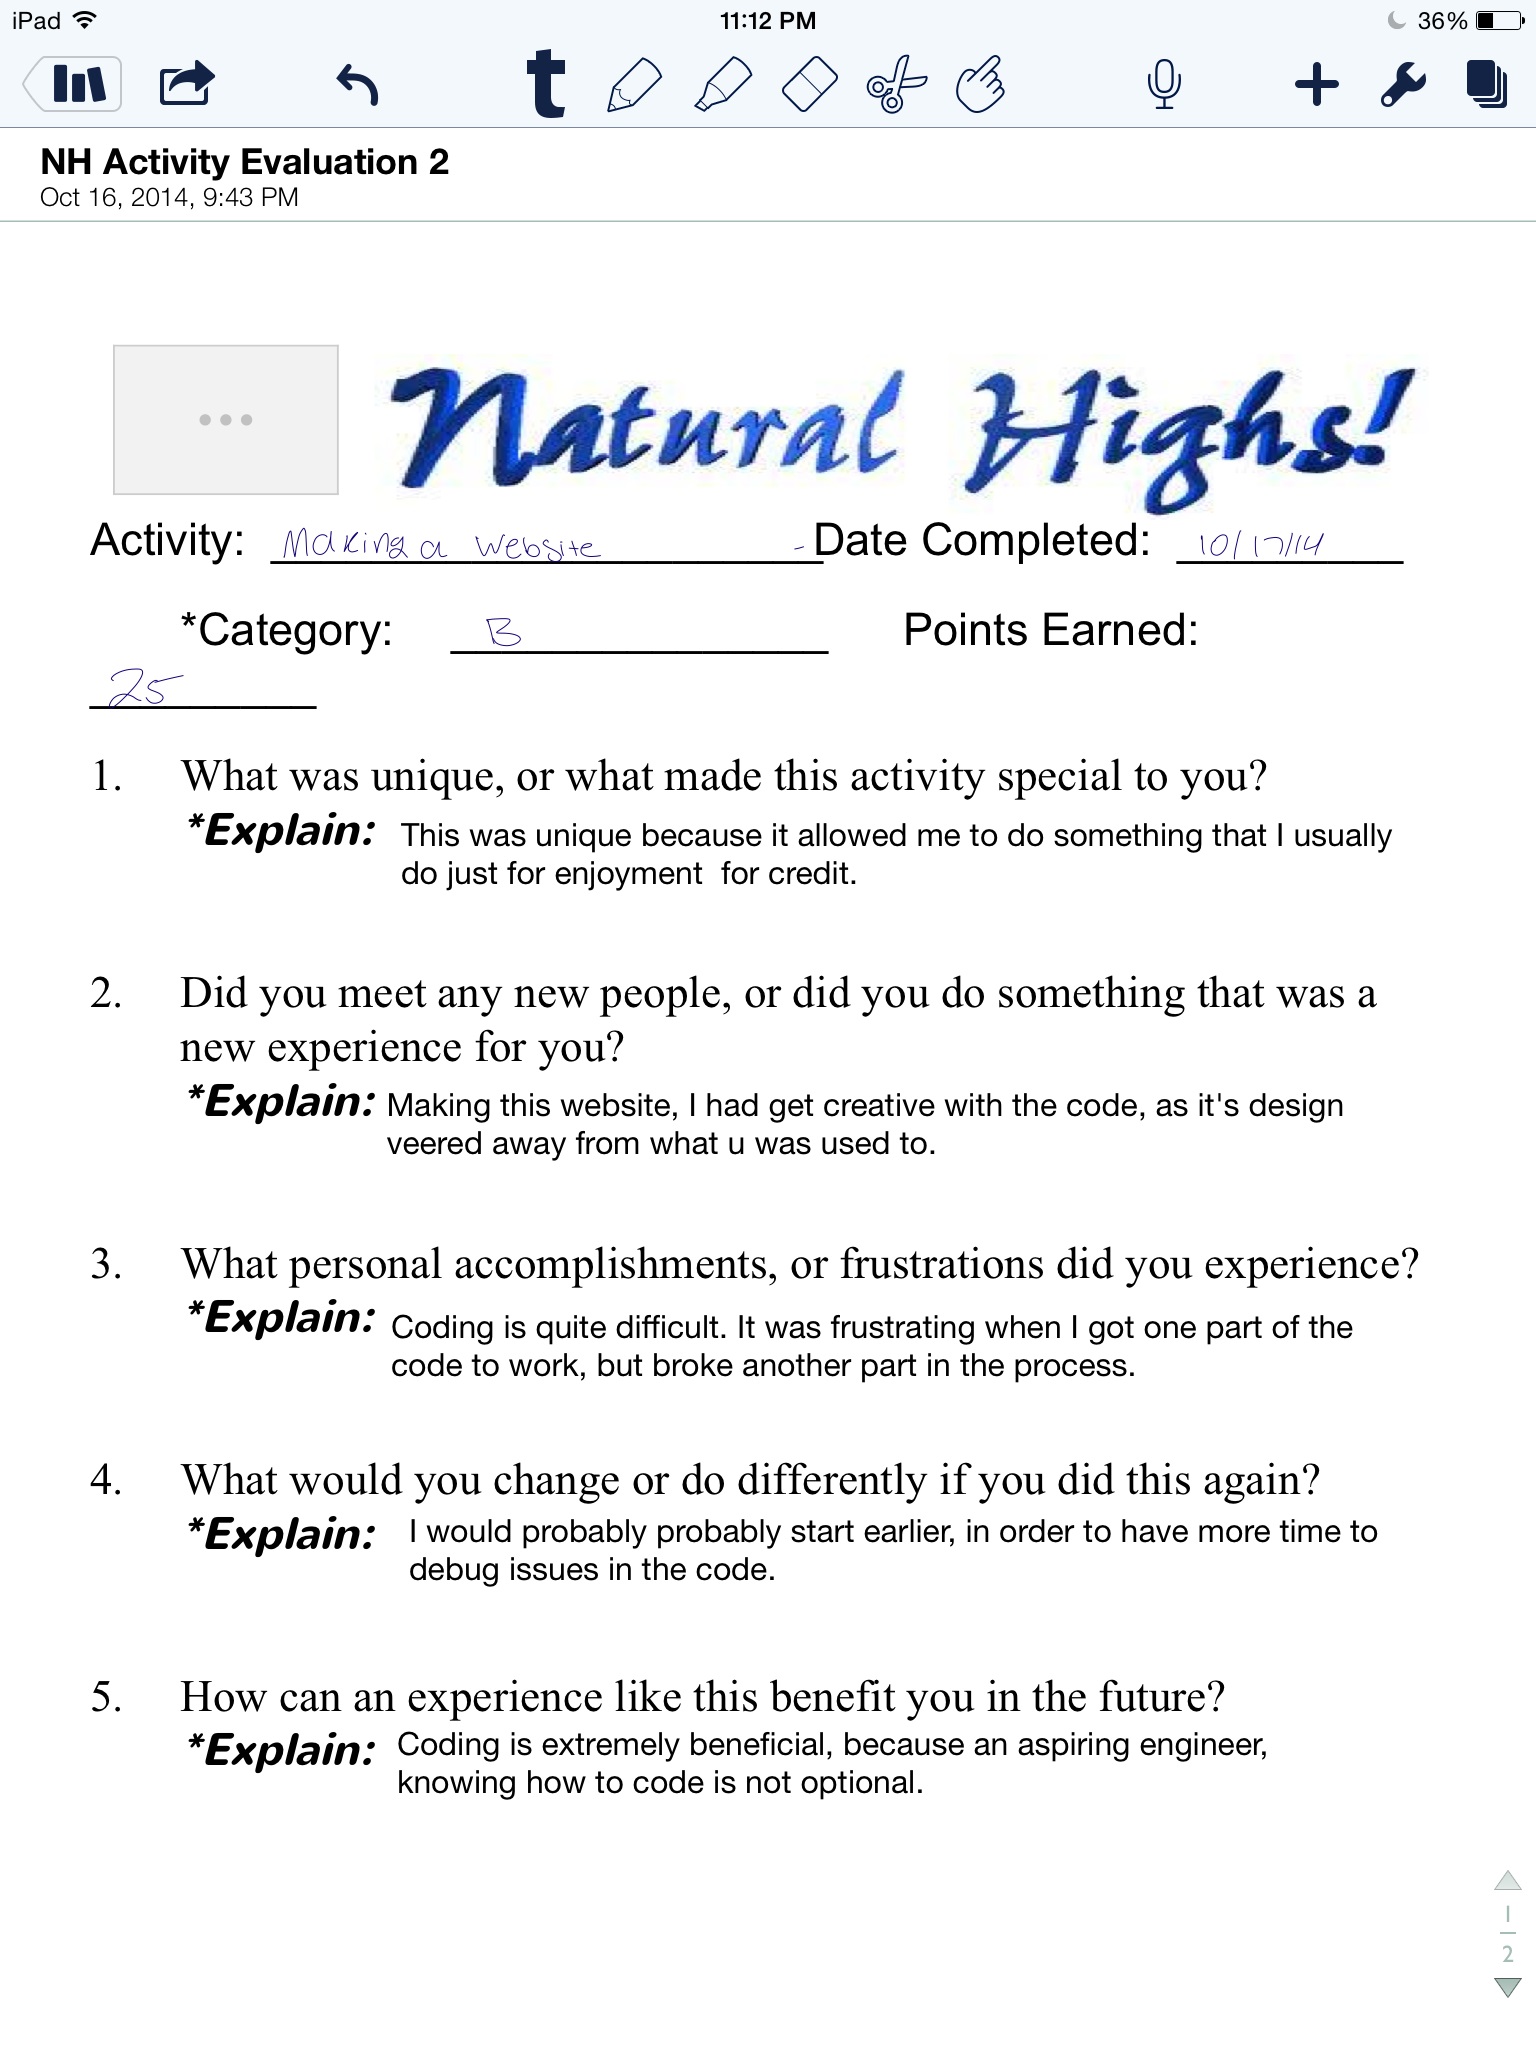 iPad 11:12 PM 36%
t
NH Activity Evaluation 2
Oct 16, 2014, 9:43 PM
Natural Highs!
Activity: Making a website - Date Completed: 10/17/14
*Category: B Points Earned:
25
1. What was unique, or what made this activity special to you?
*Explain: This was unique because it allowed me to do something that I usually
do just for enjoyment  for credit.
2. Did you meet any new people, or did you do something that was a
new experience for you?
*Explain: Making this website, I had get creative with the code, as it's design
veered away from what u was used to.
3. What personal accomplishments, or frustrations did you experience?
*Explain: Coding is quite difficult. It was frustrating when I got one part of the
code to work, but broke another part in the process.
4. What would you change or do differently if you did this again?
*Explain: I would probably probably start earlier, in order to have more time to
debug issues in the code.
5. How can an experience like this benefit you in the future?
*Explain: Coding is extremely beneficial, because an aspiring engineer,
knowing how to code is not optional.
1
2